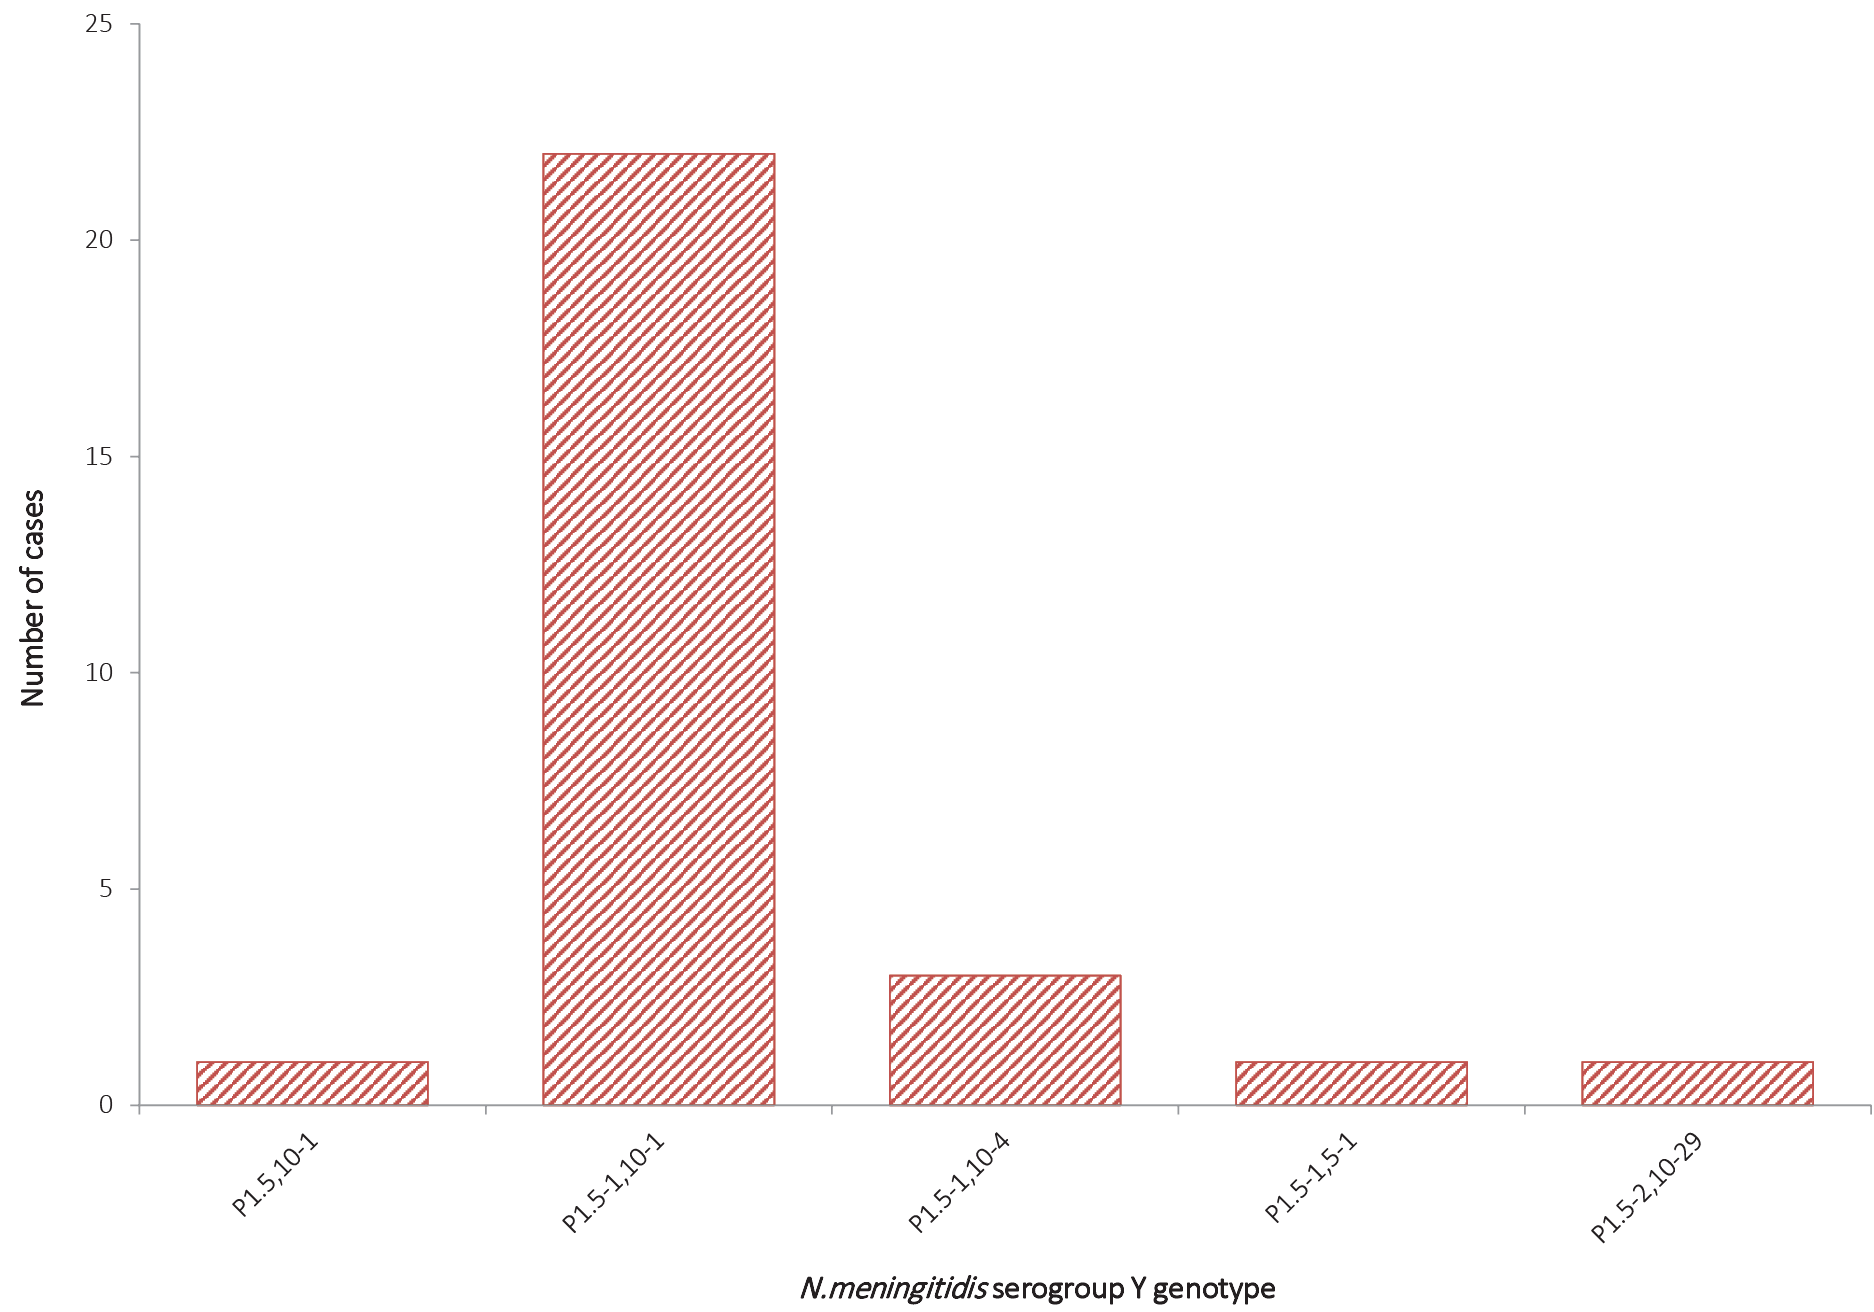 25
20
15
10
5
0
Number of cases
P1.5,10-1
P1.5-1,10-1
P1.5-1,10-4
P1.5-1,5-1
P1.5-2,10-29
N.meningitidis serogroup Y genotype